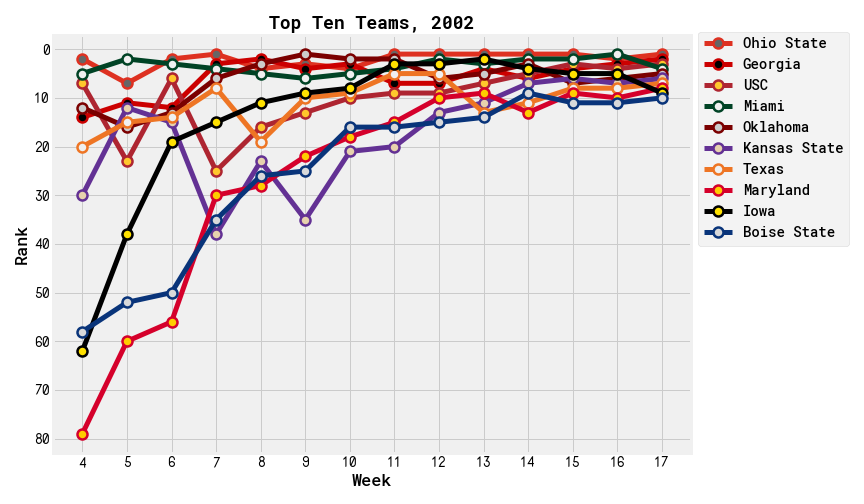 Top Ten Teams, 2002
0
10
20
30
40
50
60
70
80
Rank
4 5 6 7 8 9 10 11 12 13 14 15 16 17
Week
Ohio State
Georgia
USC
Miami
Oklahoma
Kansas State
Texas
Maryland
Iowa
Boise State